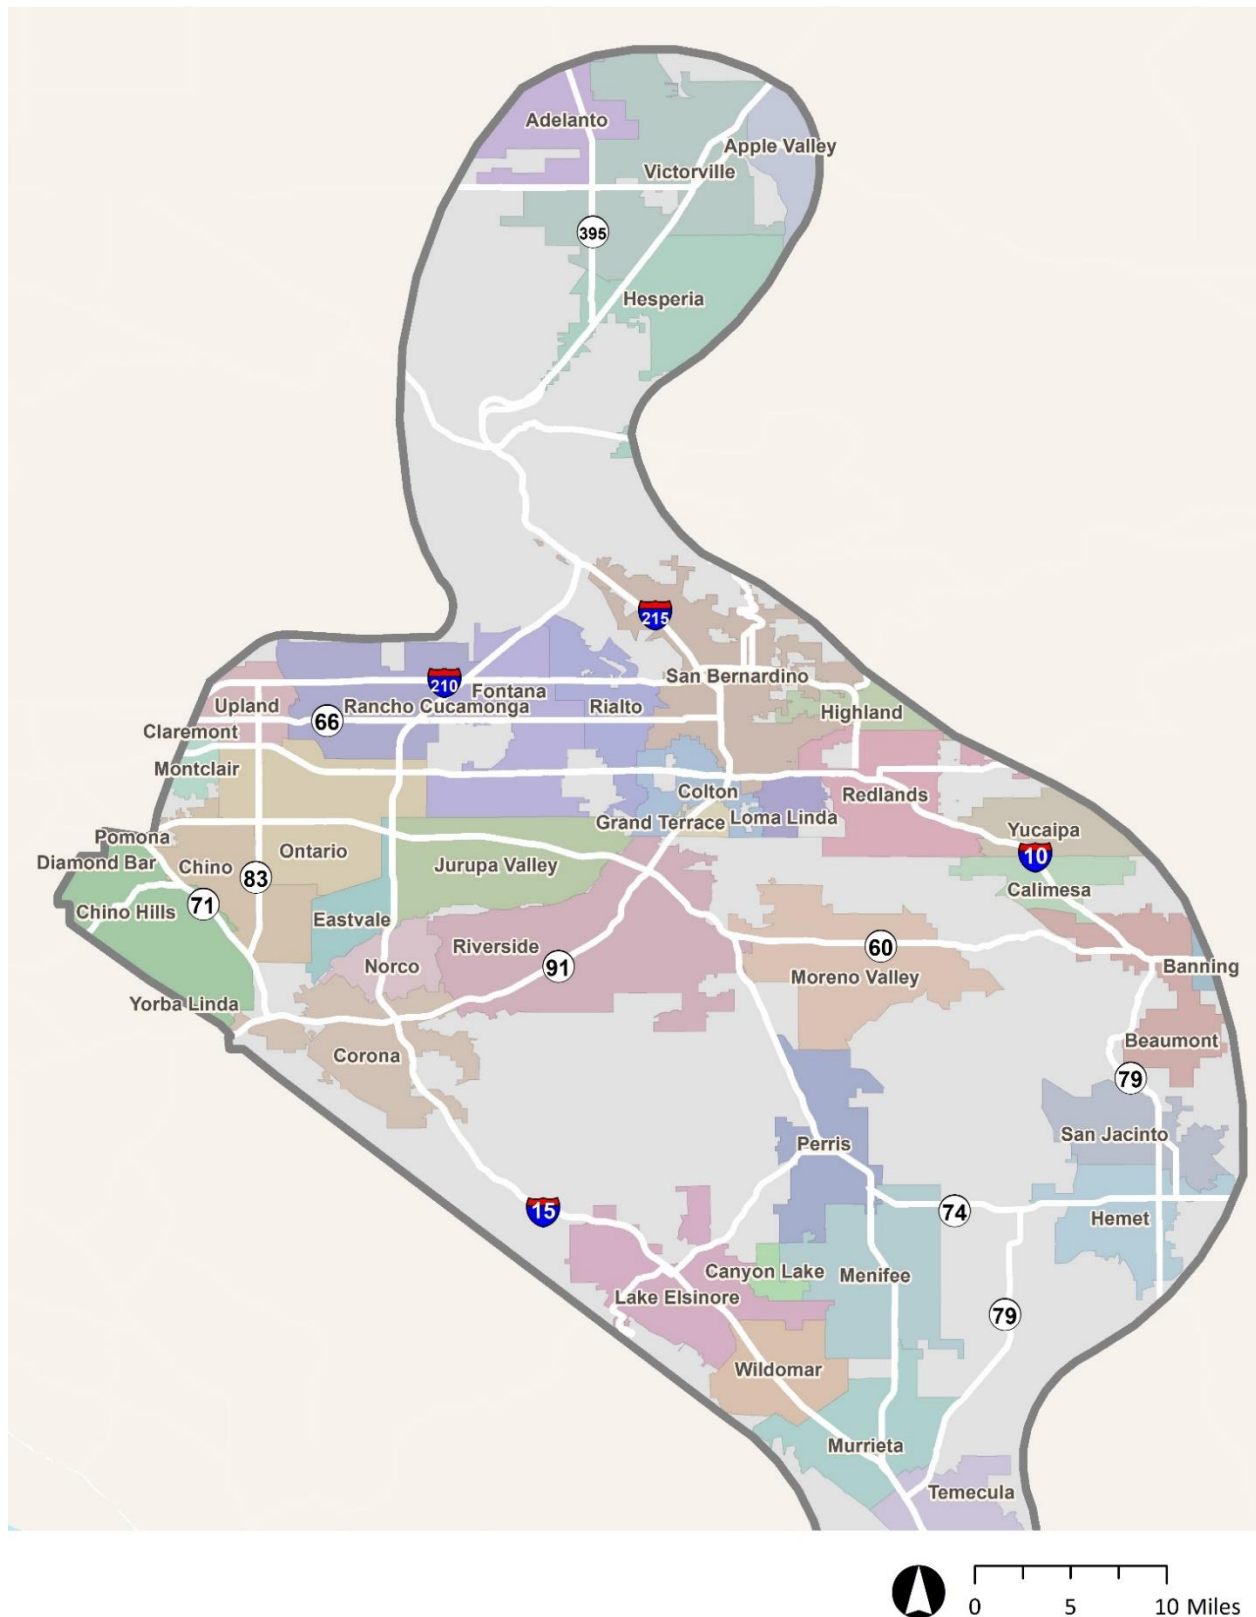 Adelanto
Apple Valley
Victorville
395
Hesperia
215
San Bernardino
210
Fontana
Upland
Rancho Cucamonga
Rialto
Highland
66
Claremont
Montclair
Colton
Redlands
Grand Terrace
Loma Linda
Yucaipa
Pomona
Diamond Bar
Chino
Ontario
Jurupa Valley
10
83
Calimesa
71
Chino Hills
Eastvale
Riverside
60
91
Norco
Moreno Valley
Banning
Yorba Linda
Corona
Beaumont
79
San Jacinto
Perris
15
74
Hemet
Canyon Lake
Menifee
Lake Elsinore
79
Wildomar
Murrieta
Temecula
0 5 10 Miles